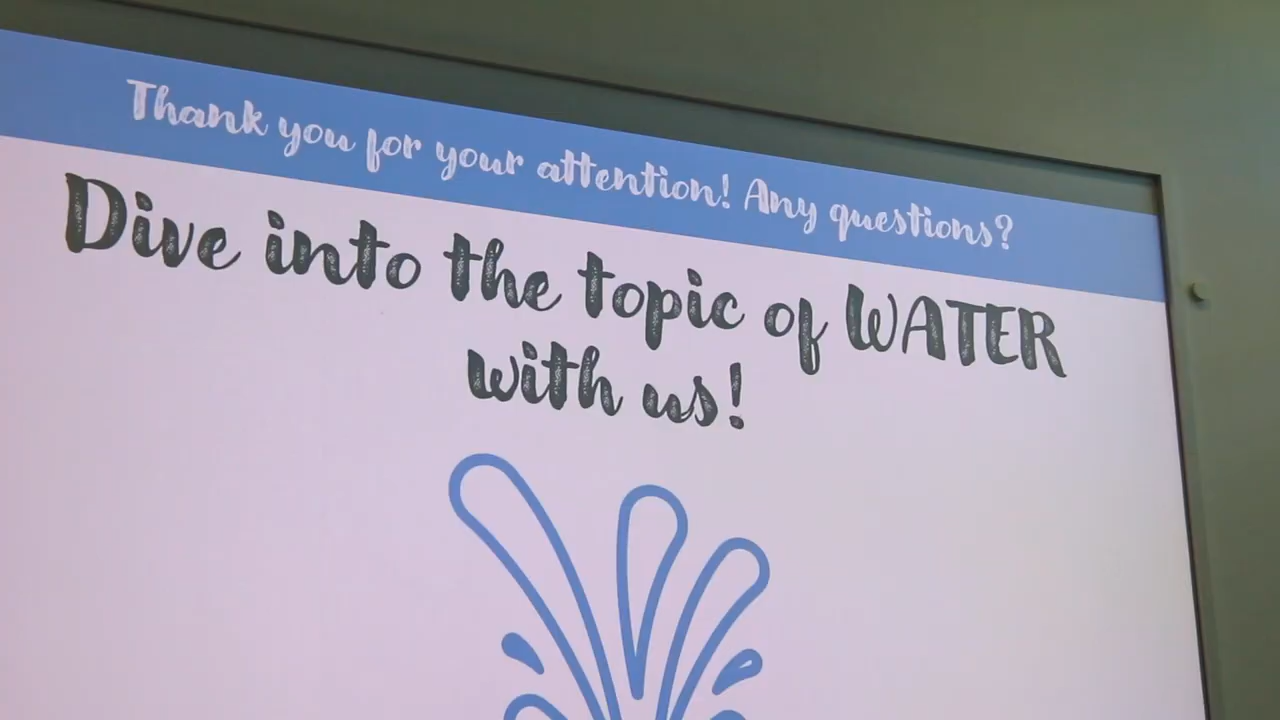 Thank you for your attention! Any questions?
Dive into the topic of WATER
with us!